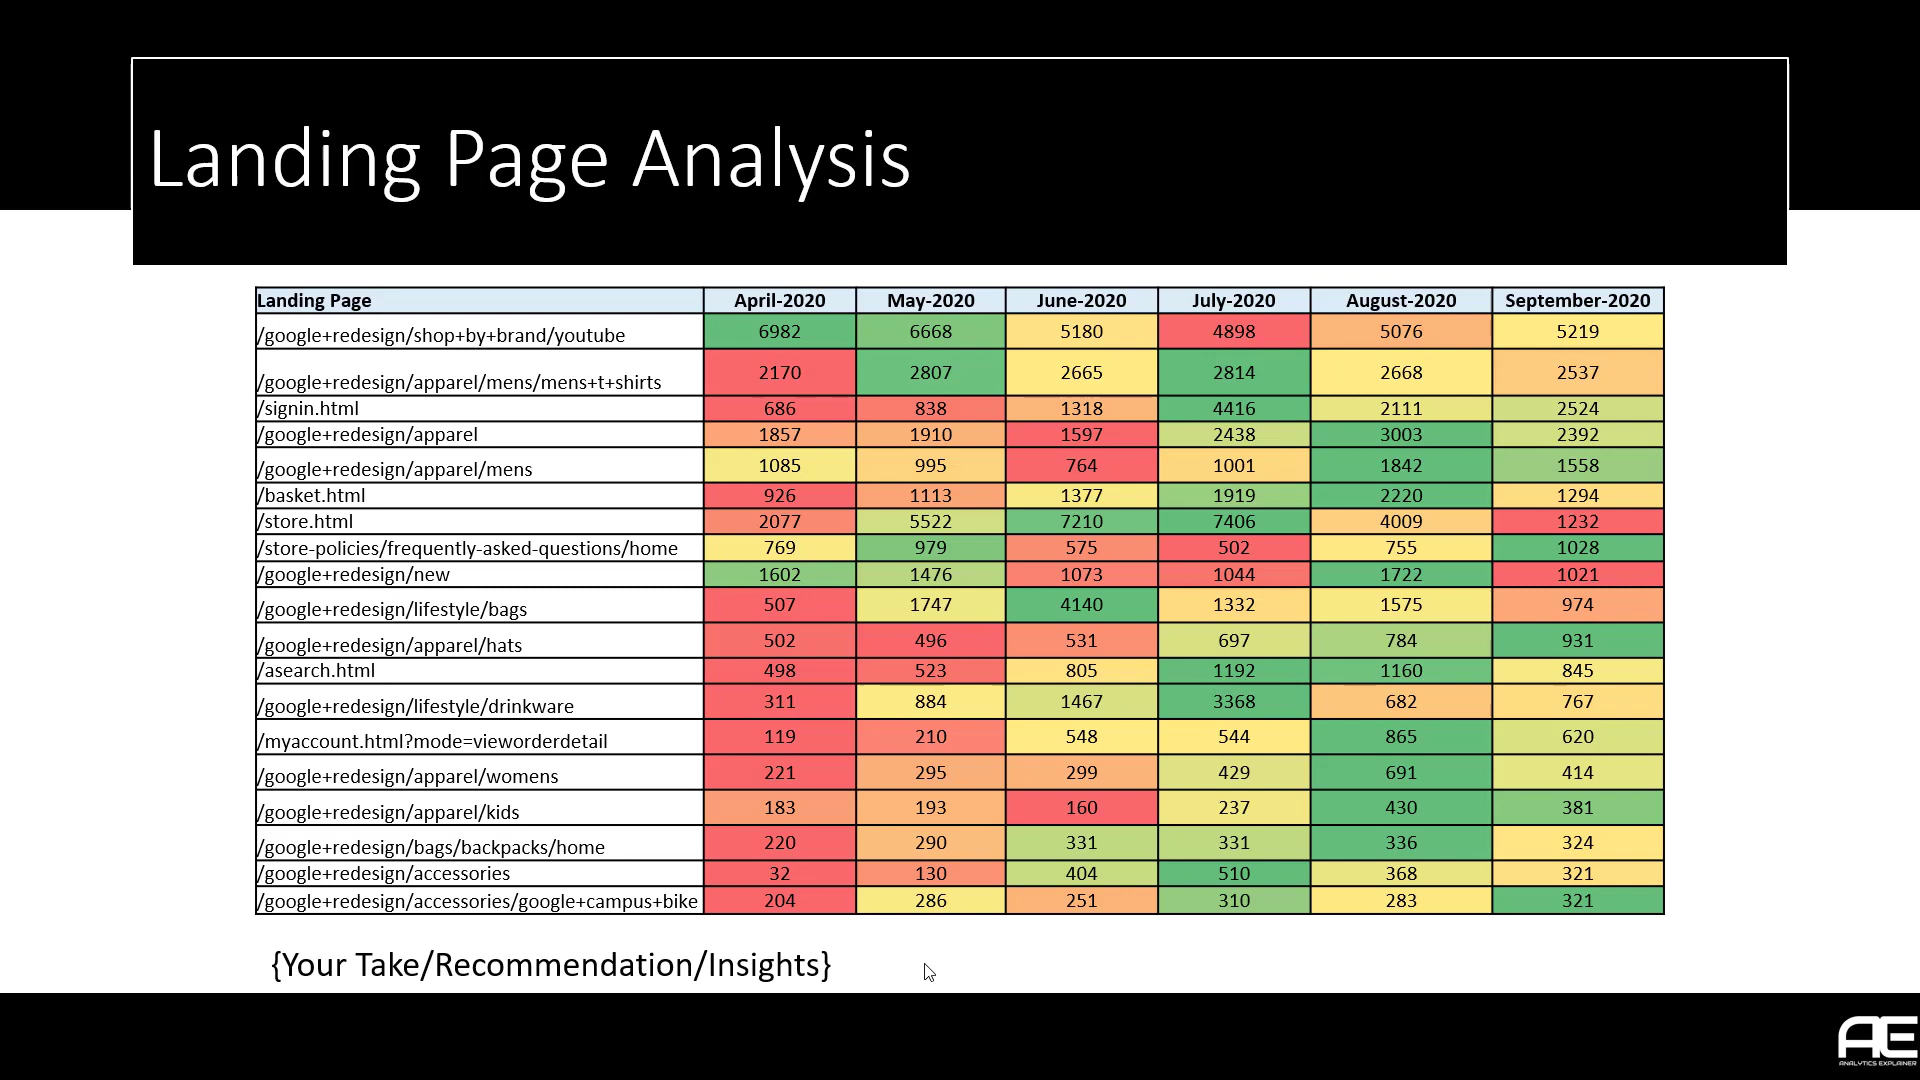 Landing Page Analysis
Landing Page April-2020 May-2020 June-2020 July-2020 August-2020 September-2020
/google+redesign/shop+by+brand/youtube 6982 6668 5180 4898 5076 5219
/google+redesign/apparel/mens/mens+t+shirts 2170 2807 2665 2814 2668 2537
/signin.html 686 838 1318 4416 2111 2524
/google+redesign/apparel 1857 1910 1597 2438 3003 2392
/google+redesign/apparel/mens 1085 995 764 1001 1842 1558
/basket.html 926 1113 1377 1919 2220 1294
/store.html 2077 5522 7210 7406 4009 1232
/store-policies/frequently-asked-questions/home 769 979 575 502 755 1028
/google+redesign/new 1602 1476 1073 1044 1722 1021
/google+redesign/lifestyle/bags 507 1747 4140 1332 1575 974
/google+redesign/apparel/hats 502 496 531 697 784 931
/asearch.html 498 523 805 1192 1160 845
/google+redesign/lifestyle/drinkware 311 884 1467 3368 682 767
/myaccount.html?mode=vieworderdetail 119 210 548 544 865 620
/google+redesign/apparel/womens 221 295 299 429 691 414
/google+redesign/apparel/kids 183 193 160 237 430 381
/google+redesign/bags/backpacks/home 220 290 331 331 336 324
/google+redesign/accessories 32 130 404 510 368 321
/google+redesign/accessories/google+campus+bike 204 286 251 310 283 321
{Your Take/Recommendation/Insights}
AE
ANALYTICS EXPLAINER